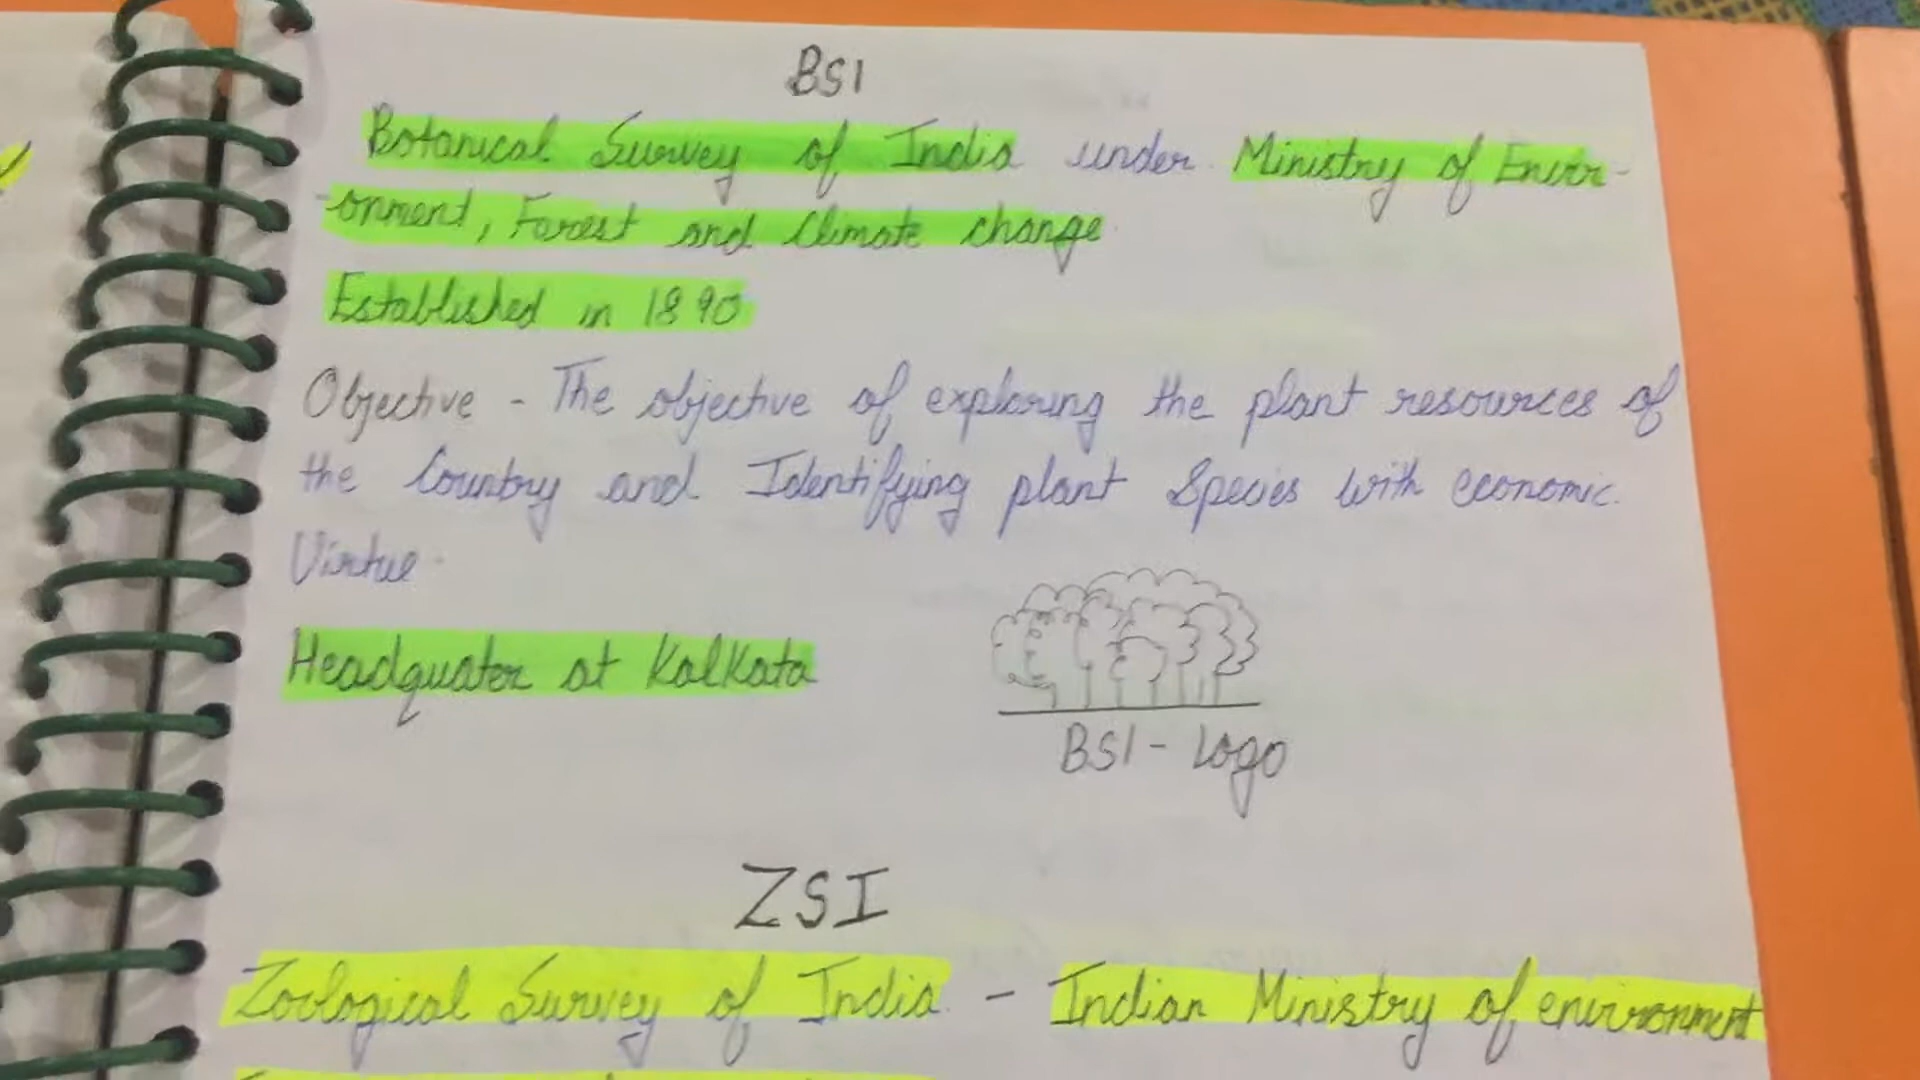 BSI
Botanical Survey of India under Ministry of Envir-
-onment, Forest and Climate change
Established in 1890
Objective - The objective of exploring the plant resources of
the Country and Identifying plant Species with economic
Virtue.
Headquater at Kolkata
BSI - Logo
ZSI
Zoological Survey of India - Indian Ministry of environment